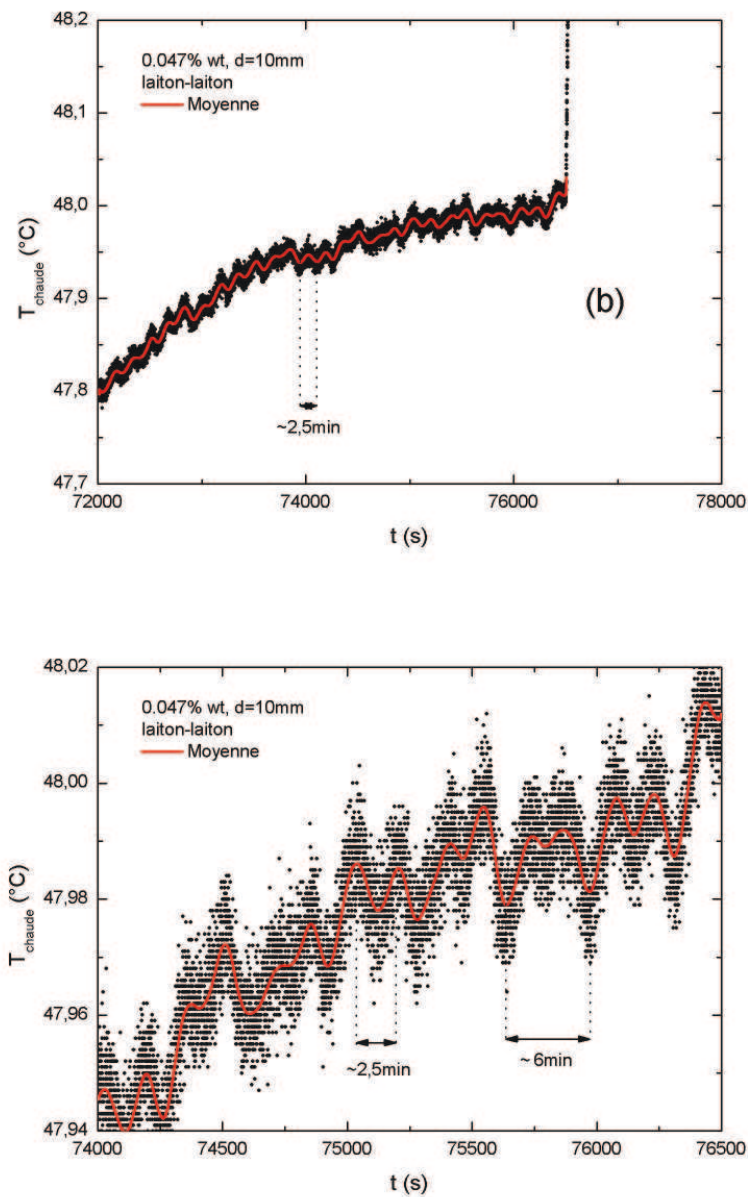 48,2
0.047% wt, d=10mm
laiton-laiton
Moyenne
48,1
48,0
47,9
47,8
47,7
T chaude (°C)
(b)
~2,5min
72000 74000 76000 78000
t (s)
48,02
0.047% wt, d=10mm
laiton-laiton
Moyenne
48,00
47,98
47,96
47,94
T chaude (°C)
~2,5min
~ 6min
74000 74500 75000 75500 76000 76500
t (s)